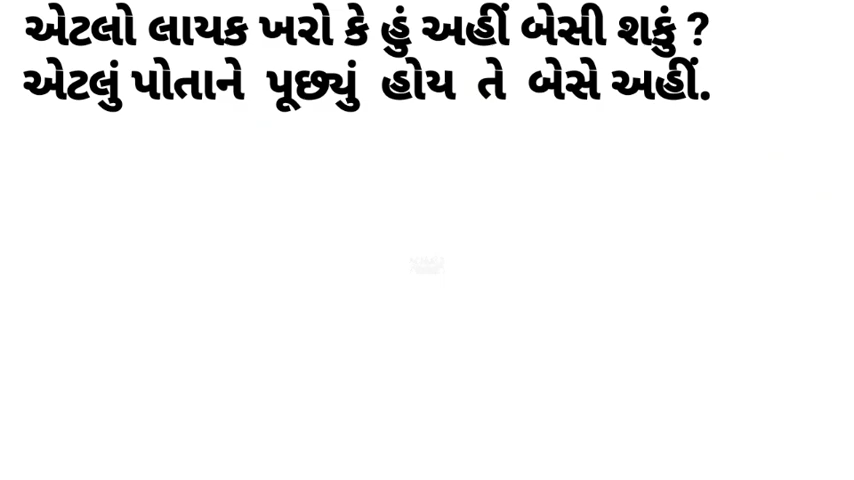 એટલો લાયક ખરો કે હું અહીં બેસી શકું ?
એટલું પોતાને પૂછ્યું હોય તે બેસે અહીં.